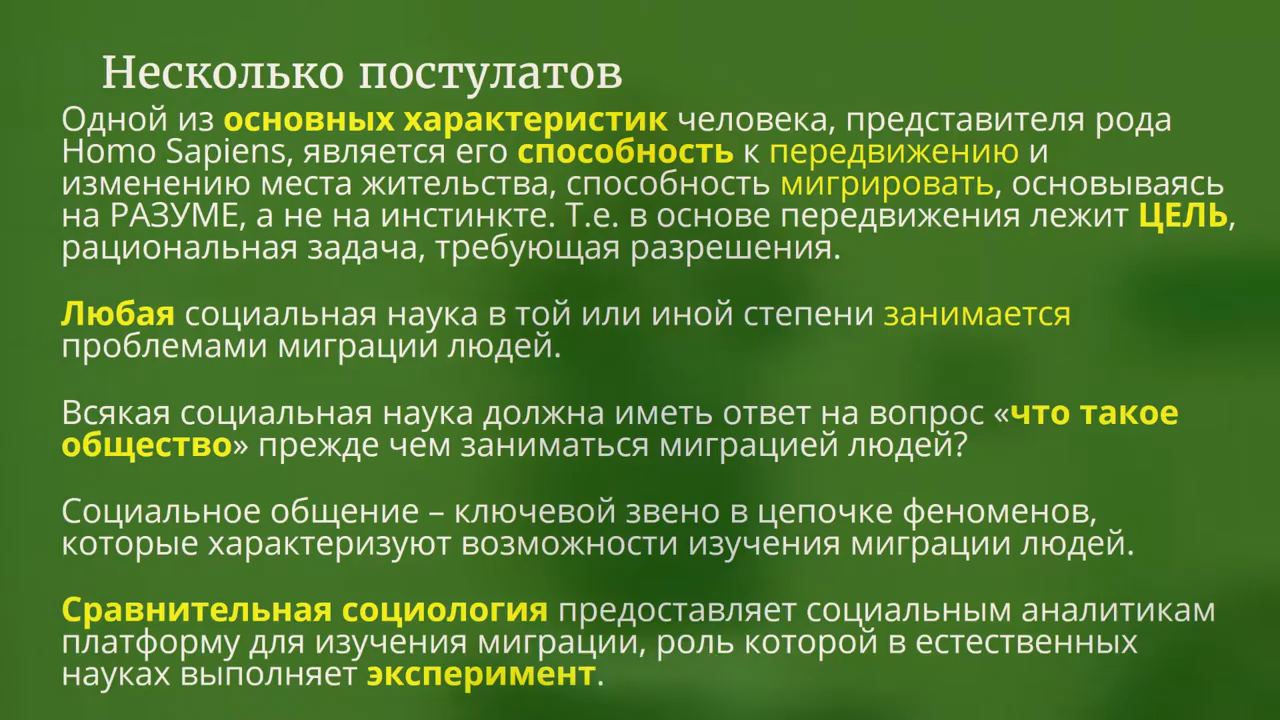 Несколько постулатов
Одной из основных характеристик человека, представителя рода
Homo Sapiens, является его способность к передвижению и
изменению места жительства, способность мигрировать, основываясь
на РАЗУМЕ, а не на инстинкте. Т.е. в основе передвижения лежит ЦЕЛЬ,
рациональная задача, требующая разрешения.
Любая социальная наука в той или иной степени занимается
проблемами миграции людей.
Всякая социальная наука должна иметь ответ на вопрос «что такое
общество» прежде чем заниматься миграцией людей?
Социальное общение – ключевой звено в цепочке феноменов,
которые характеризуют возможности изучения миграции людей.
Сравнительная социология предоставляет социальным аналитикам
платформу для изучения миграции, роль которой в естественных
науках выполняет эксперимент.